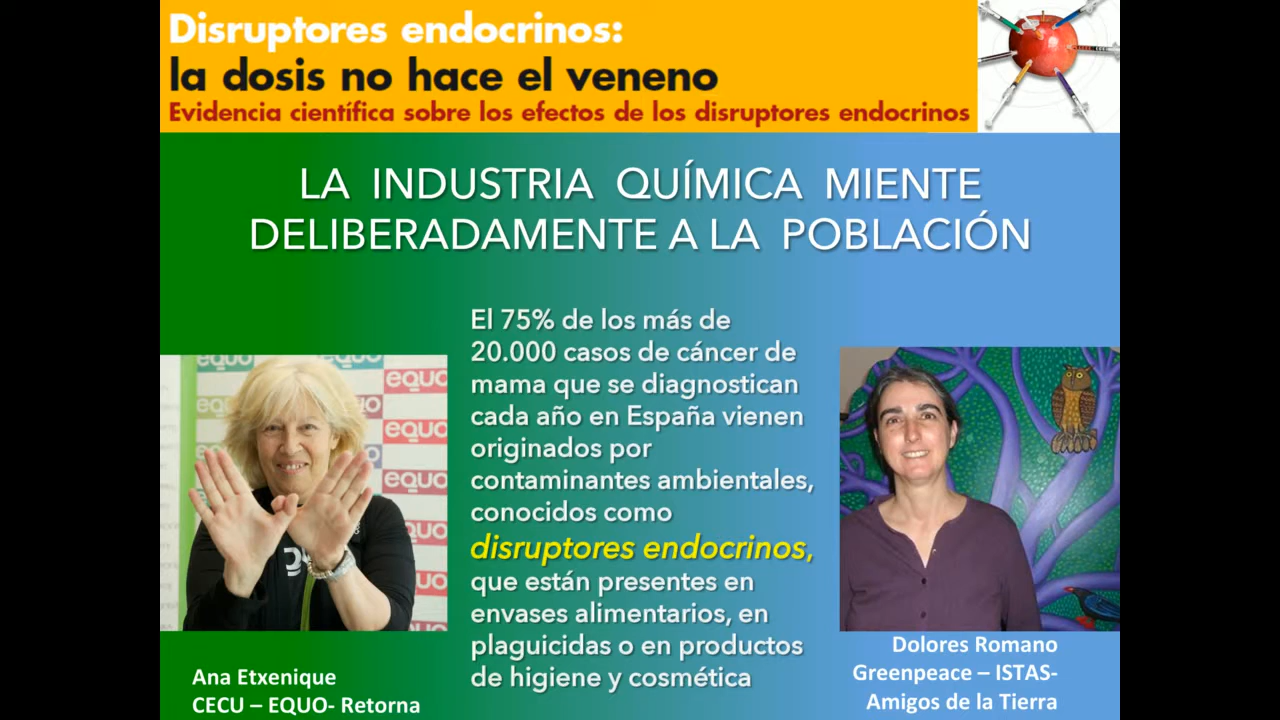 Disruptores endocrinos:
la dosis no hace el veneno
Evidencia científica sobre los efectos de los disruptores endocrinos
LA INDUSTRIA QUÍMICA MIENTE
DELIBERADAMENTE A LA POBLACIÓN
El 75% de los más de
20.000 casos de cáncer de
mama que se diagnostican
cada año en España vienen
originados por
contaminantes ambientales,
conocidos como
disruptores endocrinos,
que están presentes en
envases alimentarios, en
plaguicidas o en productos
de higiene y cosmética
equo
equo
equo
equo
Ana Etxenique
CECU – EQUO- Retorna
Dolores Romano
Greenpeace – ISTAS-
Amigos de la Tierra